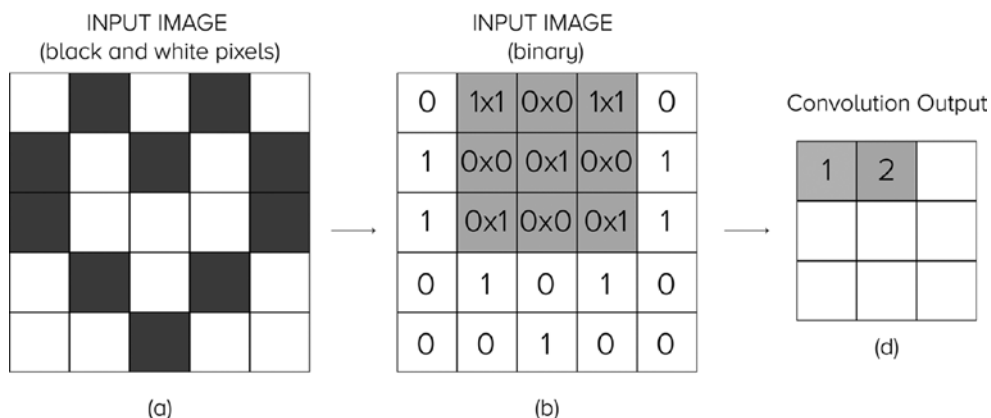 INPUT IMAGE
(black and white pixels)
(a)
INPUT IMAGE
(binary)
0 1x1 0x0 1x1 0
1 0x0 0x1 0x0 1
1 0x1 0x0 0x1 1
0 1 0 1 0
0 0 1 0 0
(b)
Convolution Output
1 2
(d)